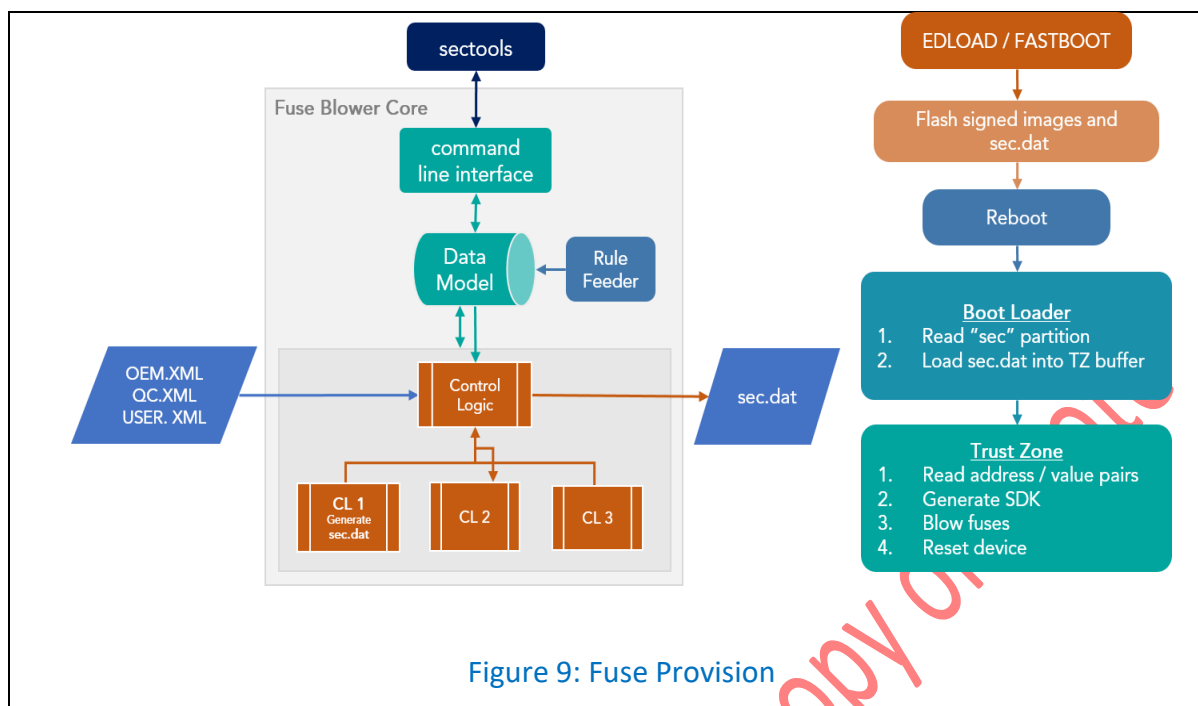 sectools
Fuse Blower Core
command
line interface
Data
Model
Rule
Feeder
OEM.XML
QC.XML
USER. XML
Control
Logic
sec.dat
CL 1
Generate
sec.dat
CL 2
CL 3
EDLOAD / FASTBOOT
Flash signed images and
sec.dat
Reboot
Boot Loader
1. Read “sec” partition
2. Load sec.dat into TZ buffer
Trust Zone
1. Read address / value pairs
2. Generate SDK
3. Blow fuses
4. Reset device
Figure 9: Fuse Provision